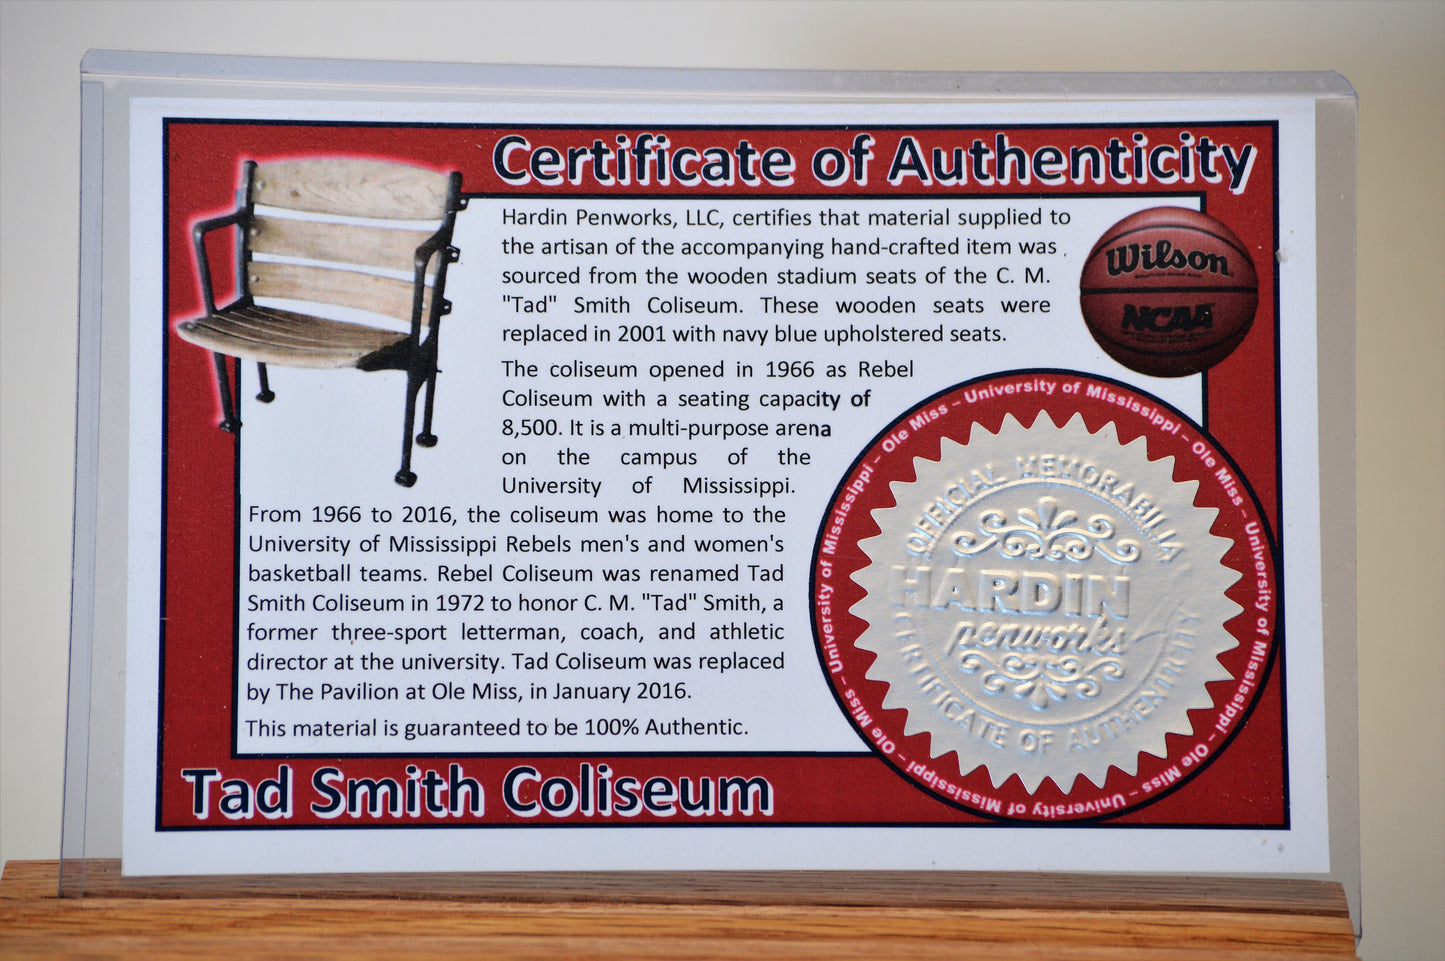 Certificate of Authenticity
Hardin Penworks, LLC, certifies that material supplied to
the artisan of the accompanying hand-crafted item was
sourced from the wooden stadium seats of the C. M.
"Tad" Smith Coliseum. These wooden seats were
replaced in 2001 with navy blue upholstered seats.
The coliseum opened in 1966 as Rebel
Coliseum with a seating capacity of
8,500. It is a multi-purpose arena
on the campus of the
University of Mississippi.
From 1966 to 2016, the coliseum was home to the
University of Mississippi Rebels men's and women's
basketball teams. Rebel Coliseum was renamed Tad
Smith Coliseum in 1972 to honor C. M. "Tad" Smith, a
former three-sport letterman, coach, and athletic
director at the university. Tad Coliseum was replaced
by The Pavilion at Ole Miss, in January 2016.
This material is guaranteed to be 100% Authentic.
Tad Smith Coliseum
Wilson
NCAA
University of Mississippi – Ole Miss – University of Mississippi – Ole Miss – University of Mississippi – Ole Miss – University of Mississippi – Ole Miss –
OFFICIAL MEMORABILIA
HARDIN
penworks
CERTIFICATE OF AUTHENTICITY